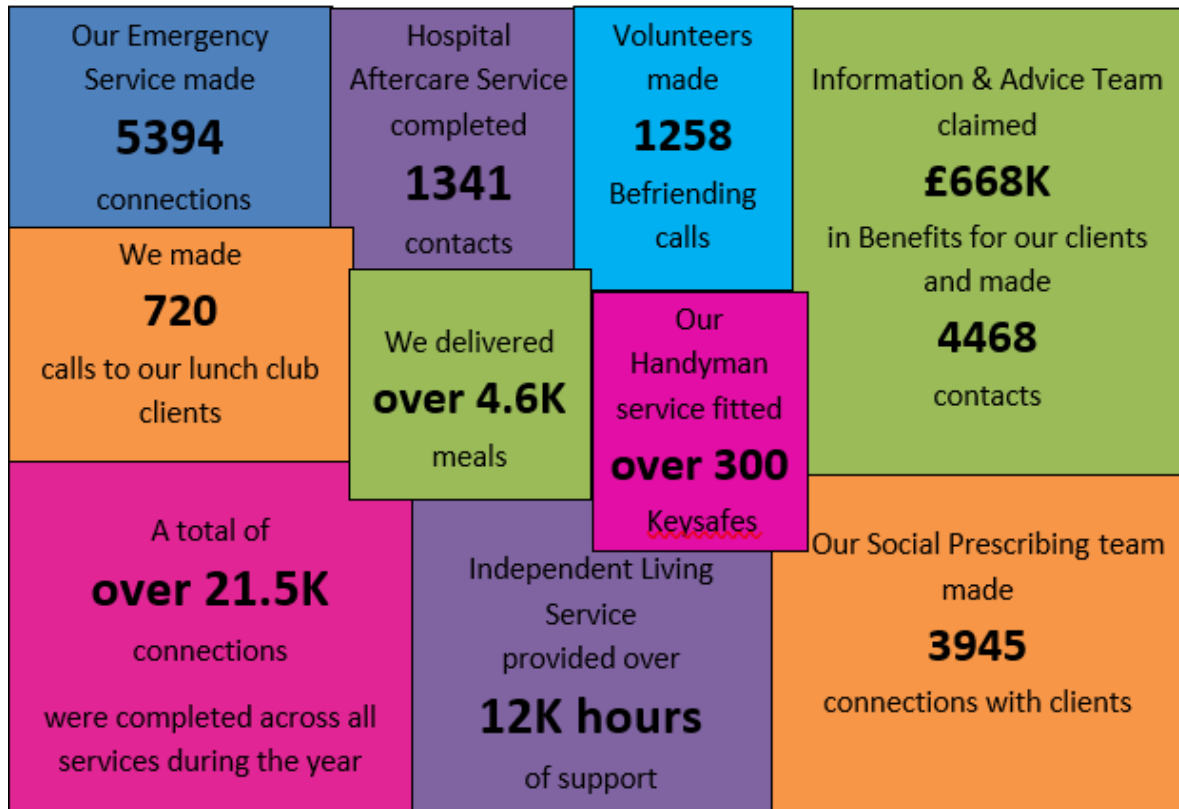 Our Emergency
Service made
5394
connections
Hospital
Aftercare Service
completed
1341
contacts
Volunteers
made
1258
Befriending
calls
Information & Advice Team
claimed
£668K
in Benefits for our clients
and made
4468
contacts
We made
720
calls to our lunch club
clients
We delivered
over 4.6K
meals
Our
Handyman
service fitted
over 300
Keysafes
A total of
over 21.5K
connections
were completed across all
services during the year
Independent Living
Service
provided over
12K hours
of support
Our Social Prescribing team
made
3945
connections with clients